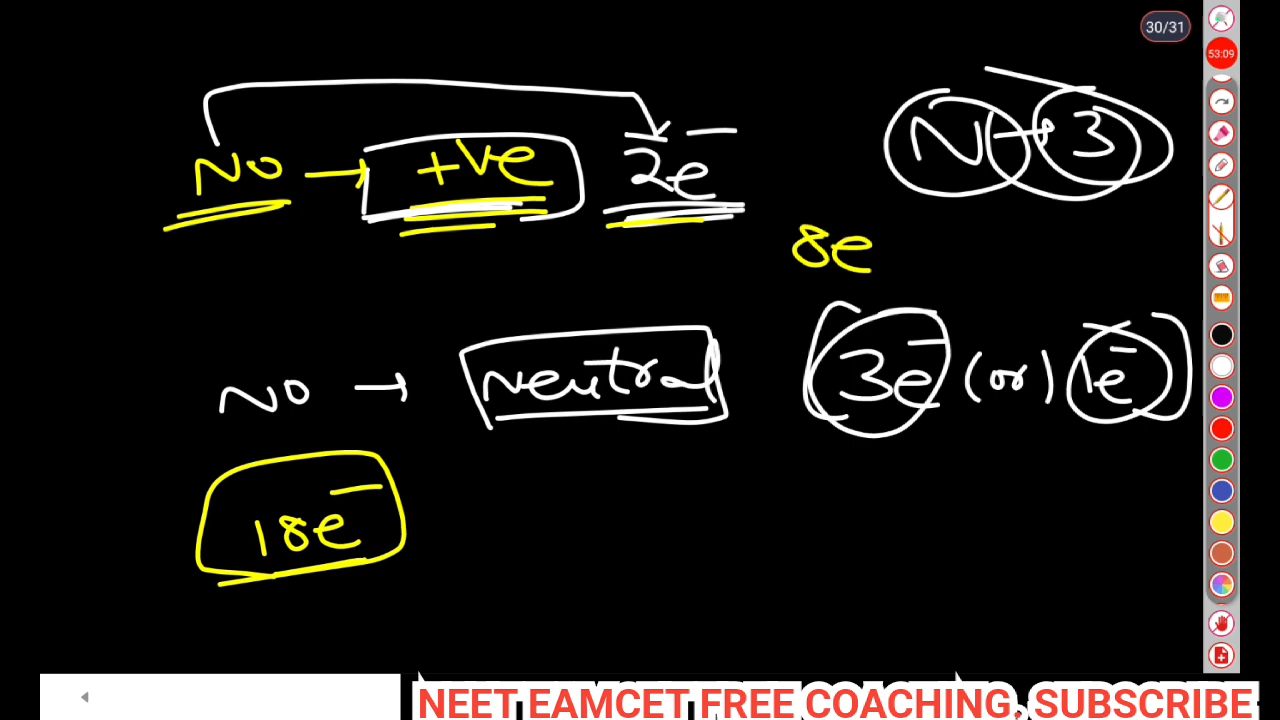 30/31
53:09
NO → +ve 2e⁻ N → 3
8e
NO → Neutral (3e⁻ (or) 1e⁻)
18e⁻
NEET EAMCET FREE COACHING, SUBSCRIBE